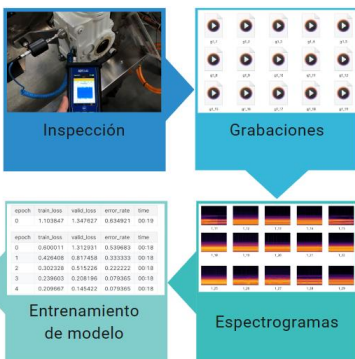 Inspección
Grabaciones
epoch train_loss valid_loss error_rate time
0 1.103847 1.347827 0.634921 00:19
epoch train_loss valid_loss error_rate time
0 0.600011 1.312931 0.539683 00:18
1 0.426408 0.817458 0.333333 00:18
2 0.302328 0.515226 0.222222 00:18
3 0.239603 0.208186 0.079365 00:18
4 0.209667 0.145422 0.079365 00:18
Entrenamiento
de modelo
Espectrogramas